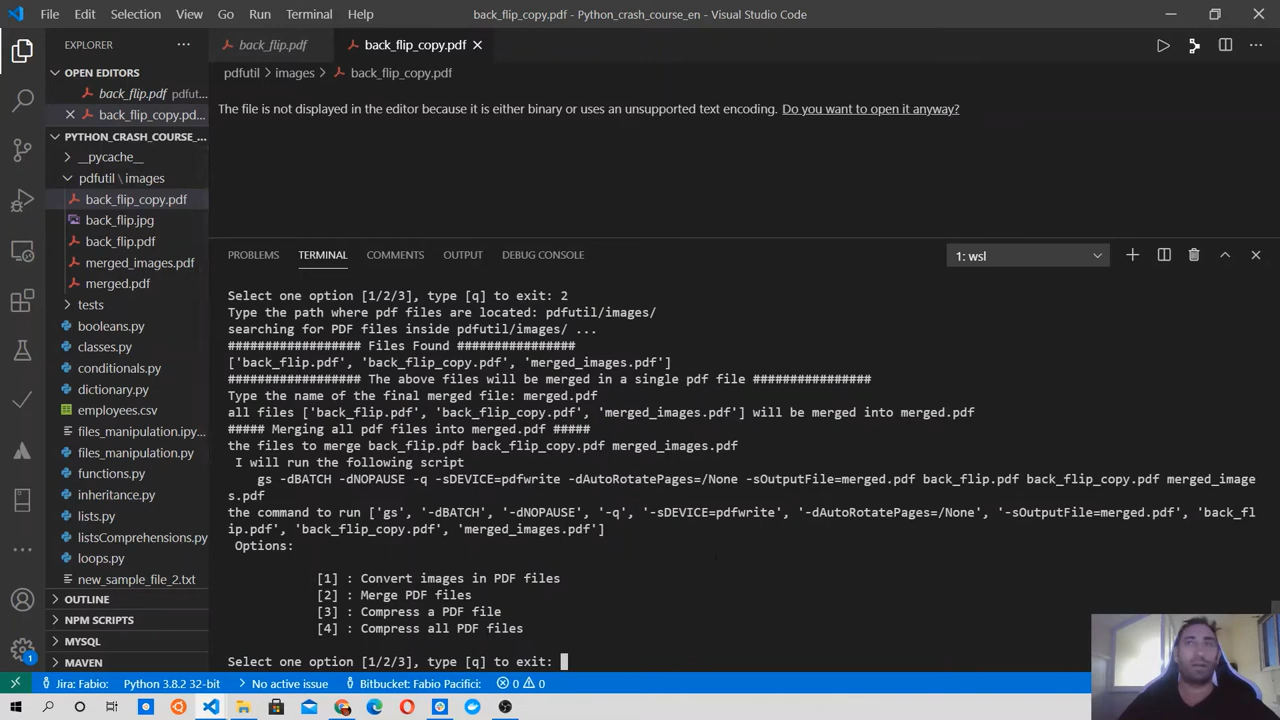 File Edit Selection View Go Run Terminal Help
back_flip_copy.pdf - Python_crash_course_en - Visual Studio Code
EXPLORER
OPEN EDITORS
back_flip.pdf pdfut...
back_flip_copy.pd...
PYTHON_CRASH_COURSE_...
__pycache__
pdfutil \ images
back_flip_copy.pdf
back_flip.jpg
back_flip.pdf
merged_images.pdf
merged.pdf
tests
booleans.py
classes.py
conditionals.py
dictionary.py
employees.csv
files_manipulation.ipy...
files_manipulation.py
functions.py
inheritance.py
lists.py
listsComprehensions.py
loops.py
new_sample_file_2.txt
OUTLINE
NPM SCRIPTS
MYSQL
MAVEN
back_flip.pdf
back_flip_copy.pdf
pdfutil > images > back_flip_copy.pdf
The file is not displayed in the editor because it is either binary or uses an unsupported text encoding. Do you want to open it anyway?
PROBLEMS TERMINAL COMMENTS OUTPUT DEBUG CONSOLE
1: wsl
Select one option [1/2/3], type [q] to exit: 2
Type the path where pdf files are located: pdfutil/images/
searching for PDF files inside pdfutil/images/ ...
################## Files Found ################
['back_flip.pdf', 'back_flip_copy.pdf', 'merged_images.pdf']
################## The above files will be merged in a single pdf file ################
Type the name of the final merged file: merged.pdf
all files ['back_flip.pdf', 'back_flip_copy.pdf', 'merged_images.pdf'] will be merged into merged.pdf
##### Merging all pdf files into merged.pdf #####
the files to merge back_flip.pdf back_flip_copy.pdf merged_images.pdf
I will run the following script
gs -dBATCH -dNOPAUSE -q -sDEVICE=pdfwrite -dAutoRotatePages=/None -sOutputFile=merged.pdf back_flip.pdf back_flip_copy.pdf merged_image
s.pdf
the command to run ['gs', '-dBATCH', '-dNOPAUSE', '-q', '-sDEVICE=pdfwrite', '-dAutoRotatePages=/None', '-sOutputFile=merged.pdf', 'back_fl
ip.pdf', 'back_flip_copy.pdf', 'merged_images.pdf']
Options:
[1] : Convert images in PDF files
[2] : Merge PDF files
[3] : Compress a PDF file
[4] : Compress all PDF files
Select one option [1/2/3], type [q] to exit:
1
Jira: Fabio: Python 3.8.2 32-bit No active issue Bitbucket: Fabio Pacifici: 0 0